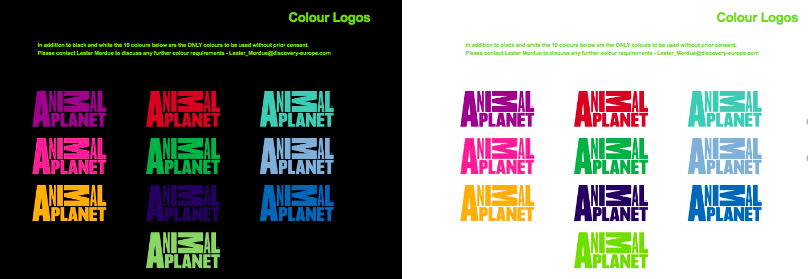 Colour Logos
In addition to black and white the 10 colours below are the ONLY colours to be used without prior consent.
Please contact Lester Mordue to discuss any further colour requirements - Lester_Mordue@discovery-europe.com
ANIMAL PLANET
ANIMAL PLANET
ANIMAL PLANET
ANIMAL PLANET
ANIMAL PLANET
ANIMAL PLANET
ANIMAL PLANET
ANIMAL PLANET
ANIMAL PLANET
ANIMAL PLANET
Colour Logos
In addition to black and white the 10 colours below are the ONLY colours to be used without prior consent.
Please contact Lester Mordue to discuss any further colour requirements - Lester_Mordue@discovery-europe.com
ANIMAL PLANET
ANIMAL PLANET
ANIMAL PLANET
ANIMAL PLANET
ANIMAL PLANET
ANIMAL PLANET
ANIMAL PLANET
ANIMAL PLANET
ANIMAL PLANET
ANIMAL PLANET